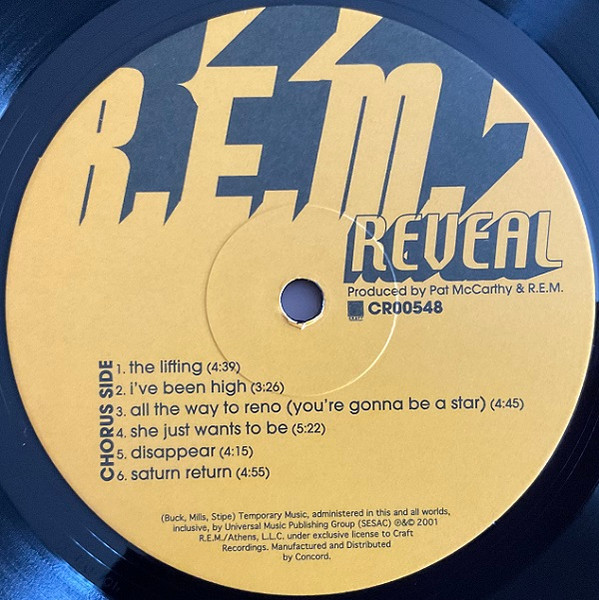 R.E.M.
REVEAL
Produced by Pat McCarthy & R.E.M.
CR00548
CHORUS SIDE
1. the lifting (4:39)
2. i've been high (3:26)
3. all the way to reno (you're gonna be a star) (4:45)
4. she just wants to be (5:22)
5. disappear (4:15)
6. saturn return (4:55)
(Buck, Mills, Stipe) Temporary Music, administered in this and all worlds,
inclusive, by Universal Music Publishing Group (SESAC) ℗&© 2001
R.E.M./Athens, L.L.C. under exclusive license to Craft
Recordings. Manufactured and Distributed
by Concord.